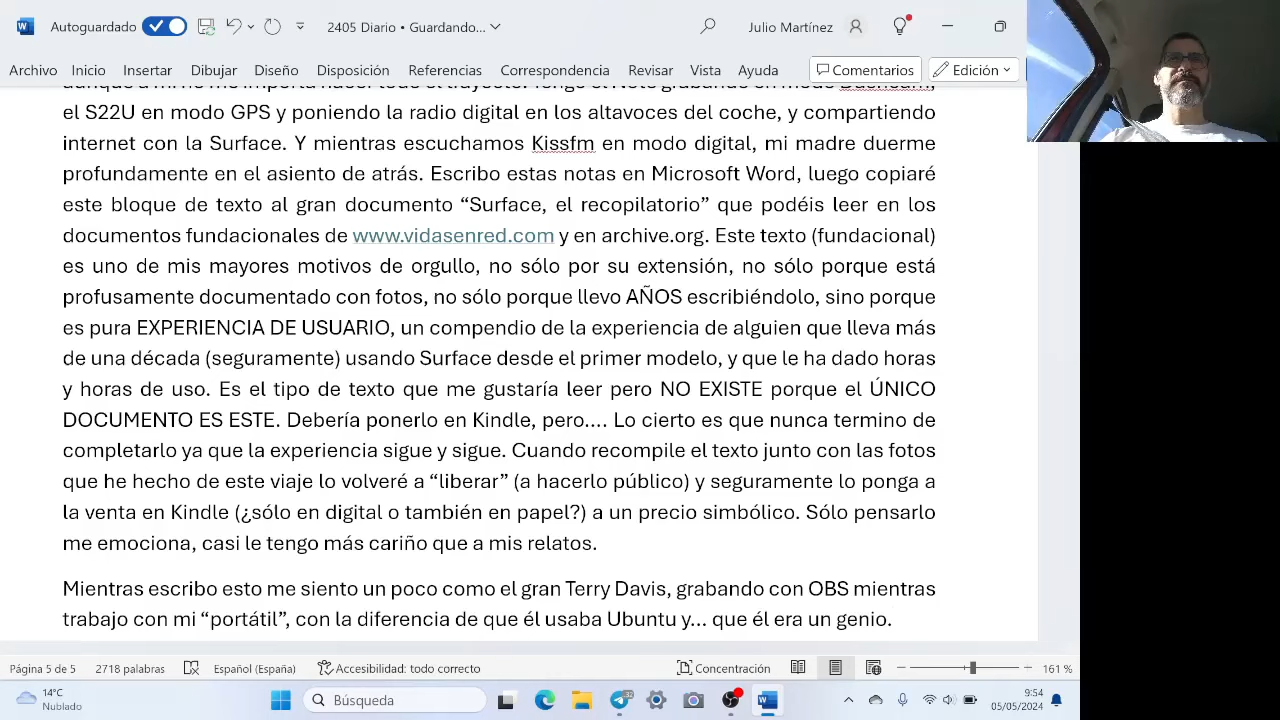 Autoguardado
2405 Diario • Guardando...
Julio Martínez
Archivo Inicio Insertar Dibujar Diseño Disposición Referencias Correspondencia Revisar Vista Ayuda Comentarios Edición
el S22U en modo GPS y poniendo la radio digital en los altavoces del coche, y compartiendo
internet con la Surface. Y mientras escuchamos Kissfm en modo digital, mi madre duerme
profundamente en el asiento de atrás. Escribo estas notas en Microsoft Word, luego copiaré
este bloque de texto al gran documento “Surface, el recopilatorio” que podéis leer en los
documentos fundacionales de www.vidasenred.com y en archive.org. Este texto (fundacional)
es uno de mis mayores motivos de orgullo, no sólo por su extensión, no sólo porque está
profusamente documentado con fotos, no sólo porque llevo AÑOS escribiéndolo, sino porque
es pura EXPERIENCIA DE USUARIO, un compendio de la experiencia de alguien que lleva más
de una década (seguramente) usando Surface desde el primer modelo, y que le ha dado horas
y horas de uso. Es el tipo de texto que me gustaría leer pero NO EXISTE porque el ÚNICO
DOCUMENTO ES ESTE. Debería ponerlo en Kindle, pero.... Lo cierto es que nunca termino de
completarlo ya que la experiencia sigue y sigue. Cuando recompile el texto junto con las fotos
que he hecho de este viaje lo volveré a “liberar” (a hacerlo público) y seguramente lo ponga a
la venta en Kindle (¿sólo en digital o también en papel?) a un precio simbólico. Sólo pensarlo
me emociona, casi le tengo más cariño que a mis relatos.
Mientras escribo esto me siento un poco como el gran Terry Davis, grabando con OBS mientras
trabajo con mi “portátil”, con la diferencia de que él usaba Ubuntu y... que él era un genio.
Página 5 de 5 2718 palabras Español (España) Accesibilidad: todo correcto Concentración 161 %
14°C
Nublado
Búsqueda
9:54
05/05/2024